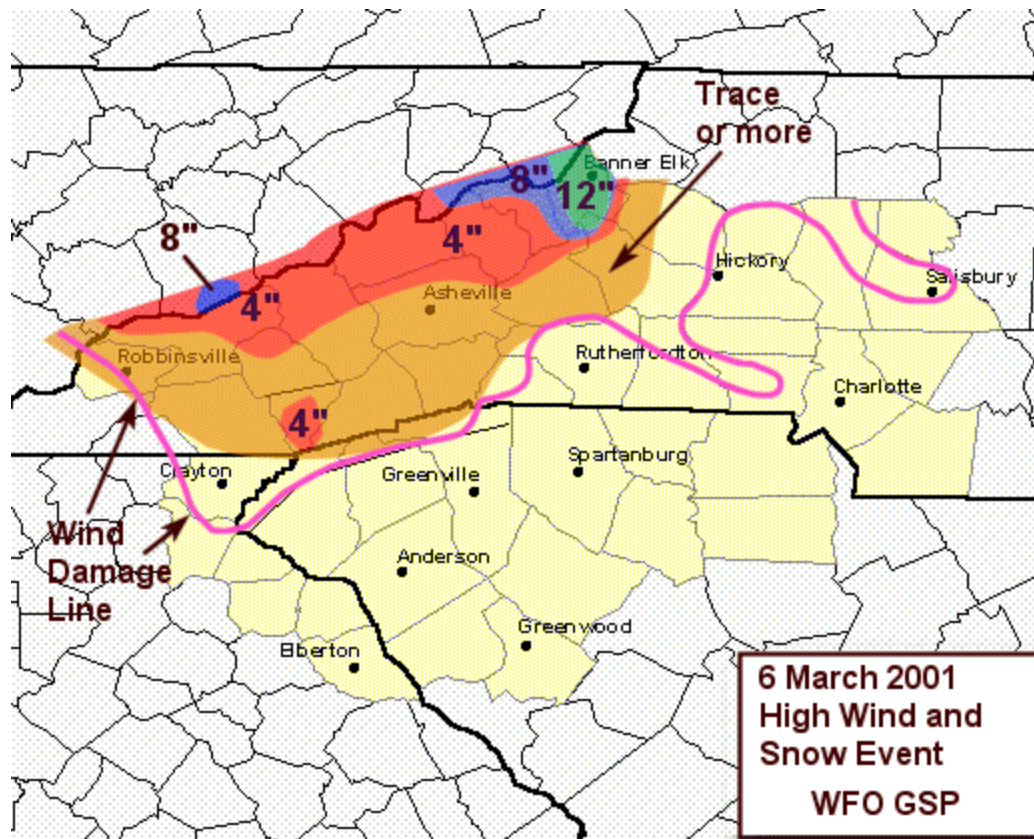 Trace
or more
Banner Elk
8"
12"
8"
4"
Hickory
Salisbury
4"
Asheville
Robbinsville
Rutherfordton
Charlotte
4"
Clayton
Greenville
Spartanburg
Wind
Damage
Line
Anderson
Greenwood
Elberton
6 March 2001
High Wind and
Snow Event
WFO GSP